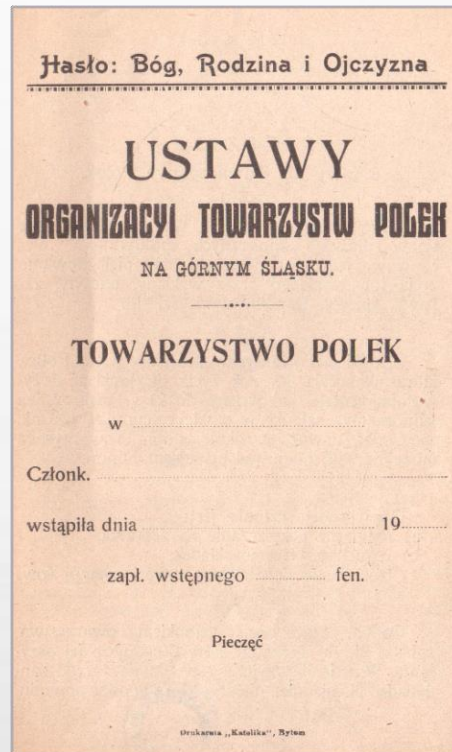 Hasło: Bóg, Rodzina i Ojczyzna
USTAWY
ORGANIZACYI TOWARZYSTW POLEK
NA GÓRNYM ŚLĄSKU.
TOWARZYSTWO POLEK
w
Członk.
wstąpiła dnia 19
zapł. wstępnego fen.
Pieczęć
Drukarnia „Katolika“, Bytom